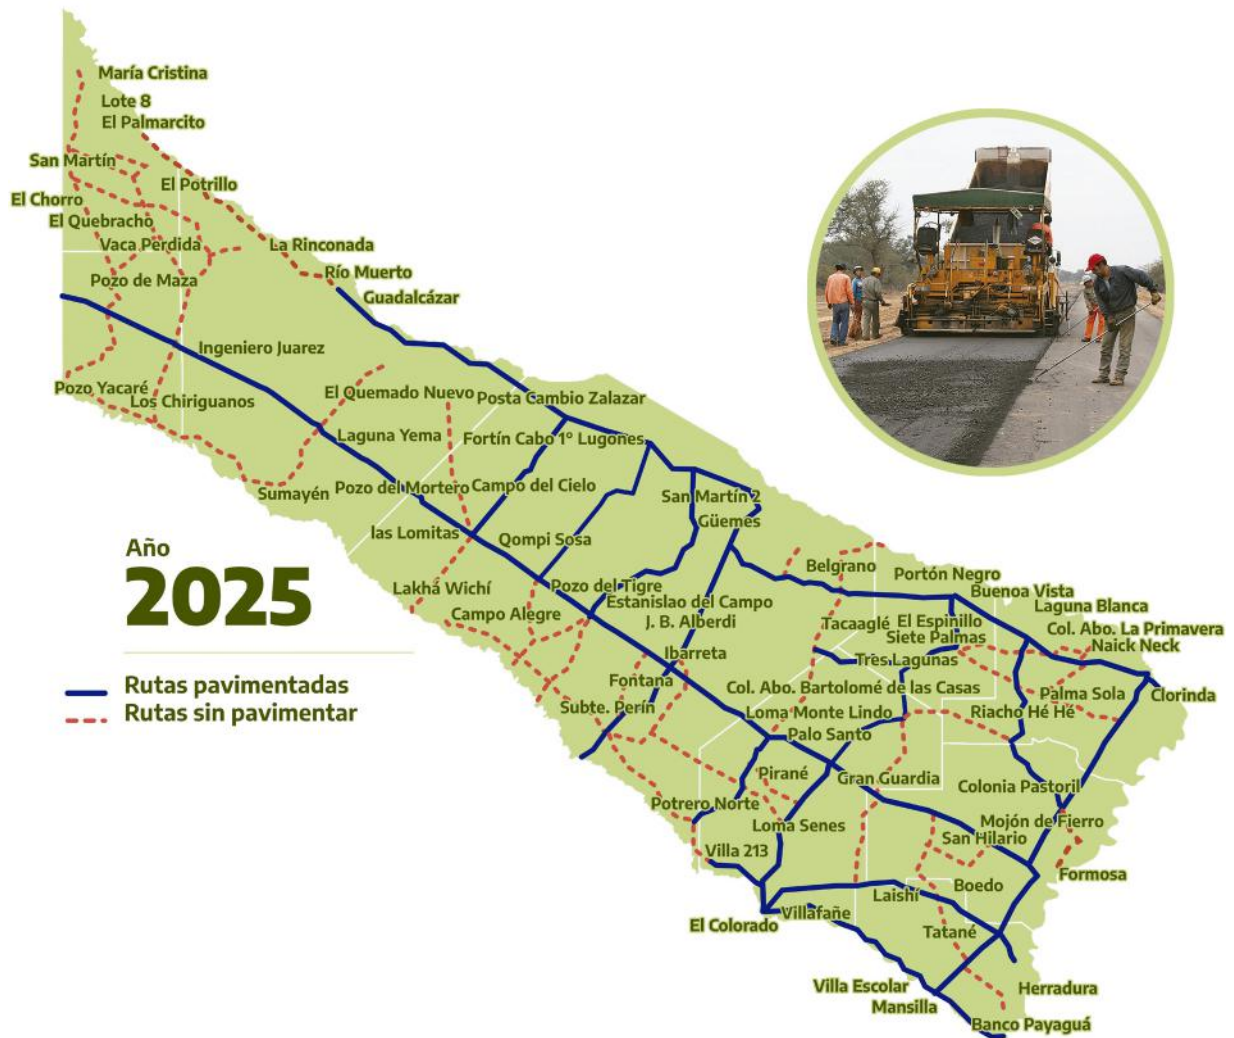 María Cristina
Lote 8
El Palmarcito
San Martín
El Potrillo
El Chorro
El Quebracho
Vaca Perdida
La Rinconada
Río Muerto
Pozo de Maza
Guadalcázar
Ingeniero Juarez
Pozo Yacaré
Los Chiriguanos
El Quemado Nuevo
Posta Cambio Zalazar
Laguna Yema
Fortín Cabo 1º Lugones
Sumayén
Pozo del Mortero
Campo del Cielo
San Martín 2
Güemes
las Lomitas
Qompi Sosa
Año
2025
Rutas pavimentadas
Rutas sin pavimentar
Lakhá Wichí
Pozo del Tigre
Belgrano
Portón Negro
Buenoa Vista
Estanislao del Campo
Laguna Blanca
Campo Alegre
J. B. Alberdi
Tacaaglé
El Espinillo
Col. Abo. La Primavera
Siete Palmas
Naick Neck
Ibarreta
Tres Lagunas
Fontana
Col. Abo. Bartolomé de las Casas
Palma Sola
Clorinda
Subte. Perín
Loma Monte Lindo
Riacho Hé Hé
Palo Santo
Pirané
Gran Guardia
Colonia Pastoril
Potrero Norte
Loma Senes
Mojón de Fierro
San Hilario
Villa 213
Formosa
Boedo
Laishí
El Colorado
Villafañe
Tatané
Villa Escolar
Herradura
Mansilla
Banco Payaguá